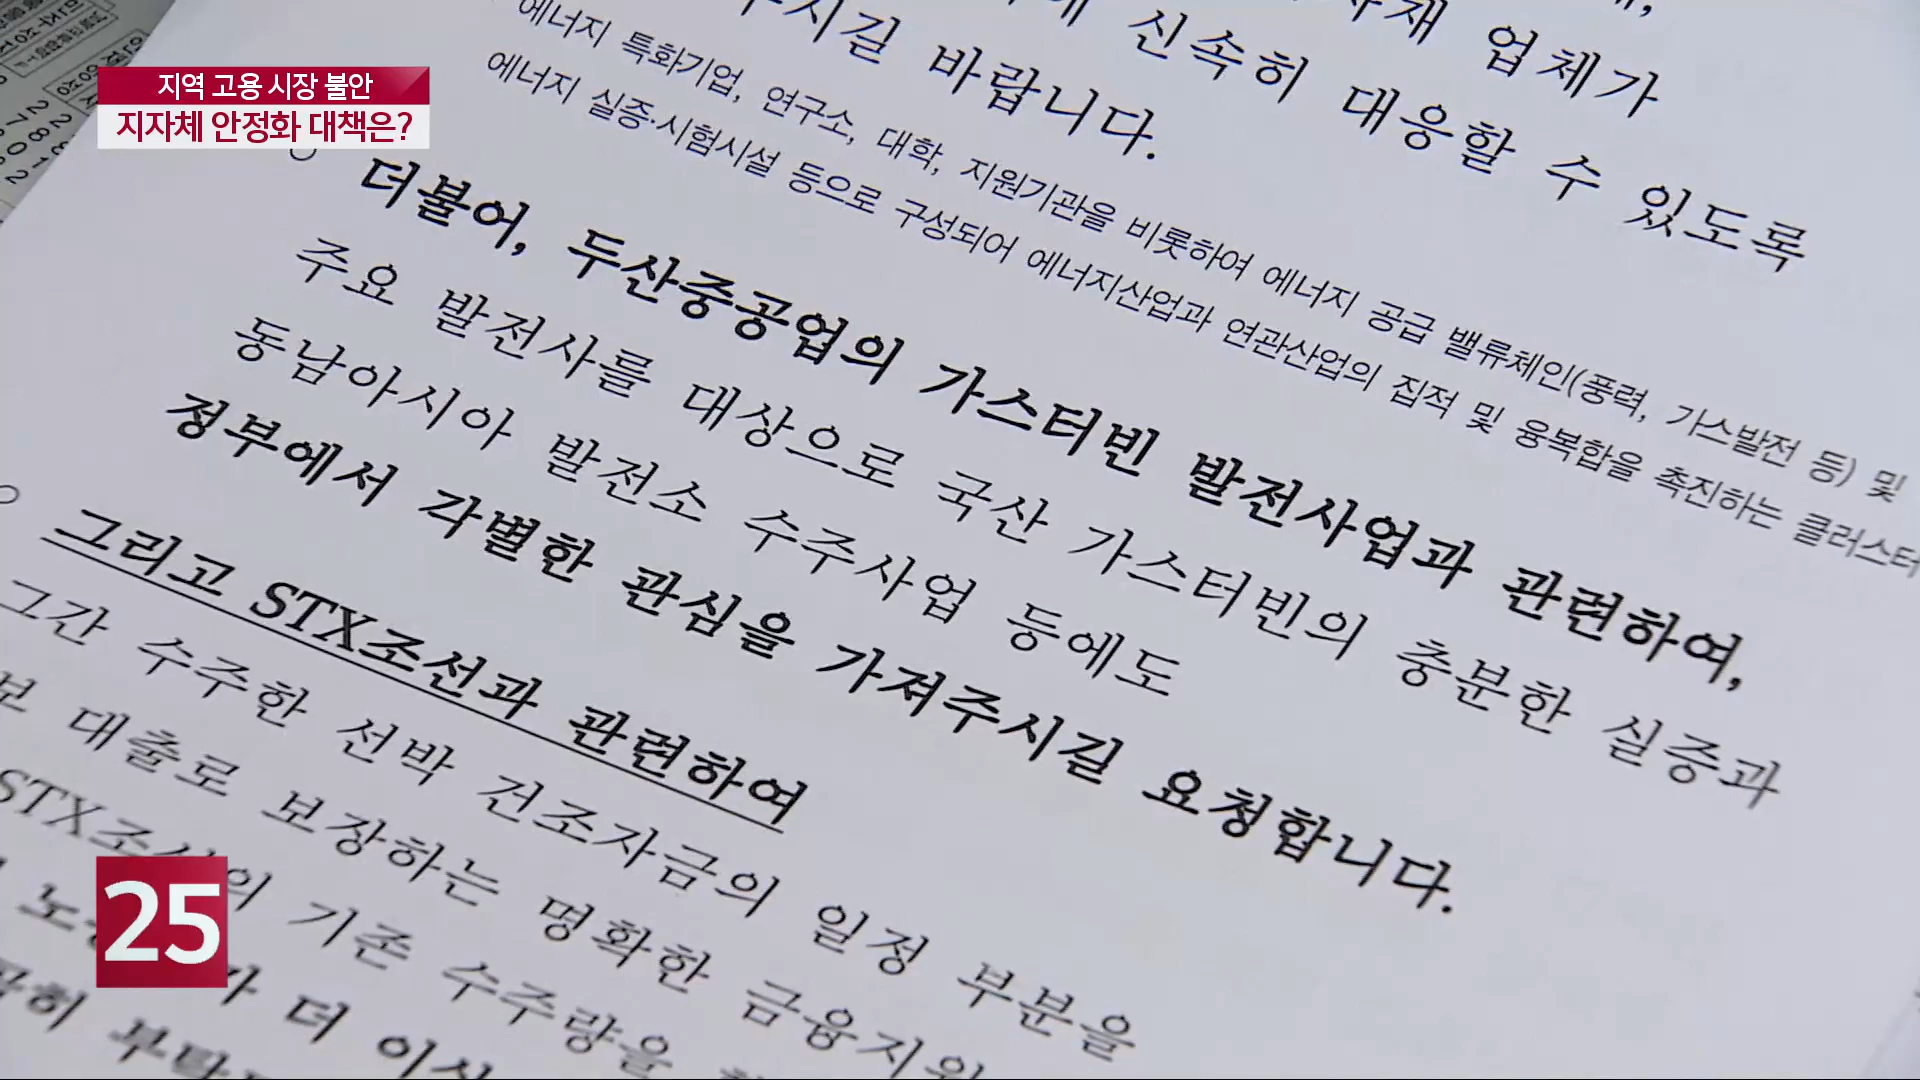 지역 고용 시장 불안
지자체 안정화 대책은?
업체가
신속히 대응할 수 있도록
바랍니다.
에너지 특화기업, 연구소, 대학, 지원기관을 비롯하여 에너지 공급 밸류체인(풍력, 가스발전 등) 및
에너지 실증·시험시설 등으로 구성되어 에너지산업과 연관산업의 집적 및 융복합을 촉진하는 클러스터
○ 더불어, 두산중공업의 가스터빈 발전사업과 관련하여,
주요 발전사를 대상으로 국산 가스터빈의 충분한 실증과
동남아시아 발전소 수주사업 등에도
정부에서 각별한 관심을 가져주시길 요청합니다.
○ 그리고 STX조선과 관련하여
그간 수주한 선박 건조자금의 일정 부분을
대출로 보장하는 명확한 금융지원
기존 수주량을
더
25